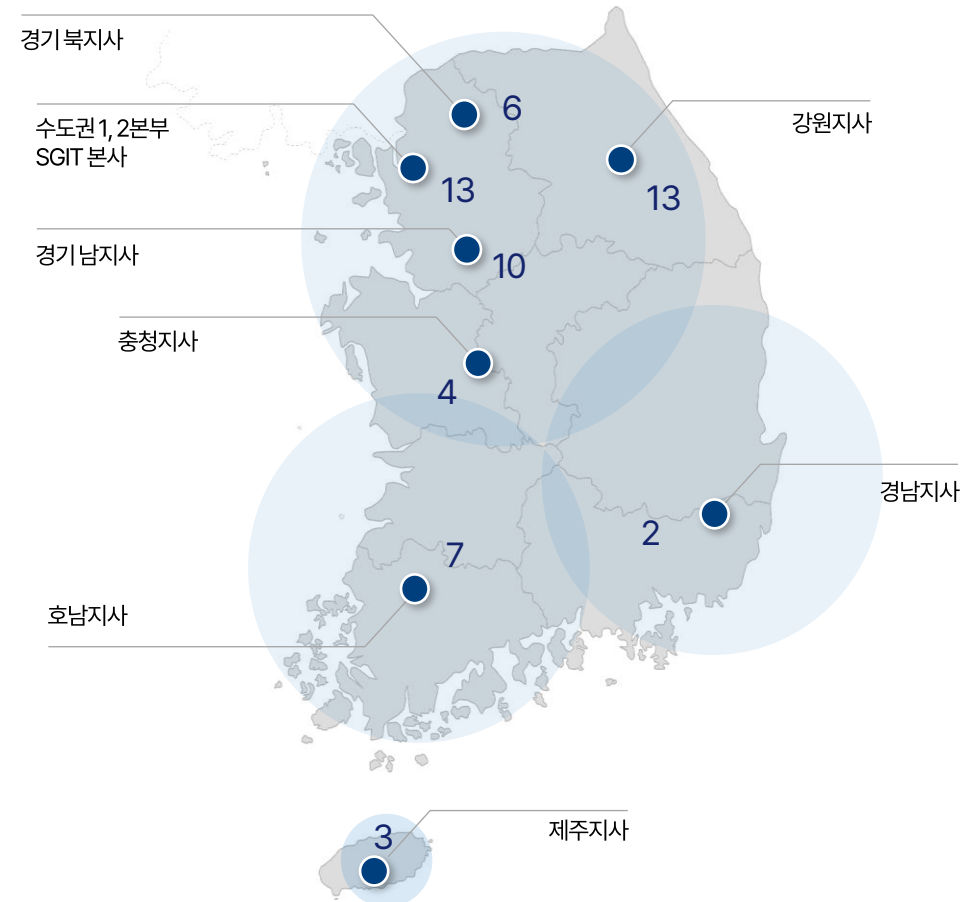 경기 북지사
6
수도권 1, 2본부
SGIT 본사
13
강원지사
13
경기 남지사
10
충청지사
4
경남지사
2
호남지사
7
제주지사
3